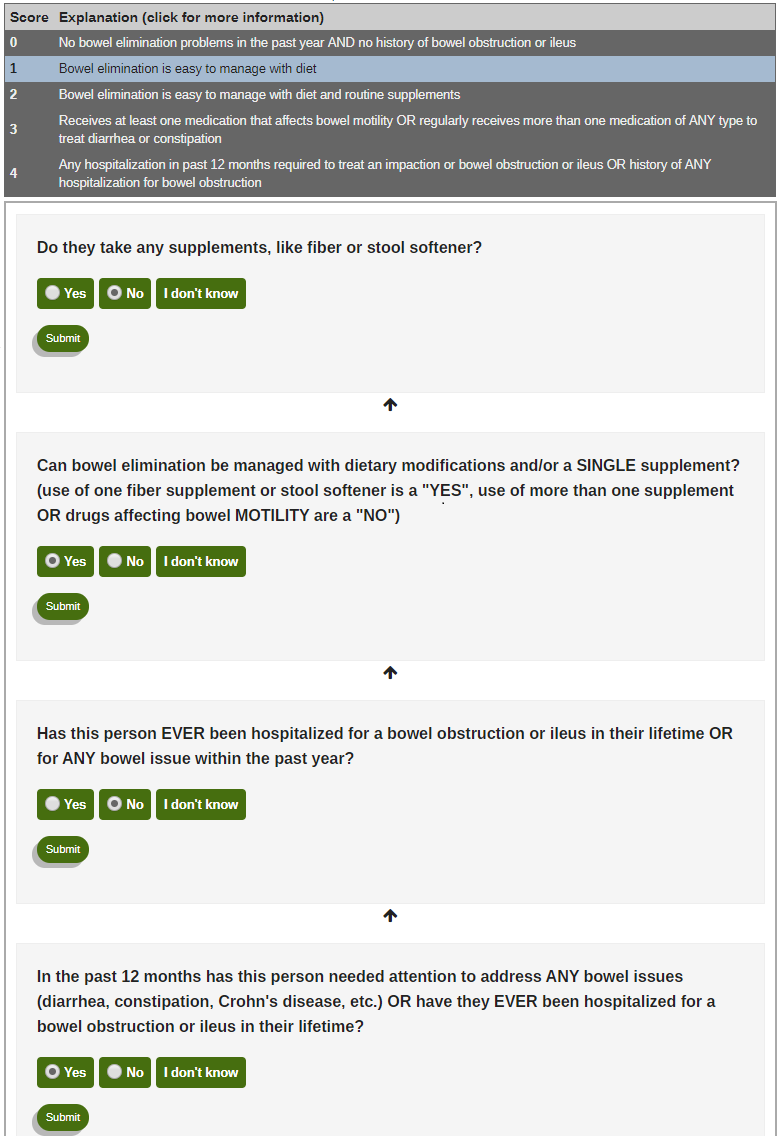 Score Explanation (click for more information)
0 No bowel elimination problems in the past year AND no history of bowel obstruction or ileus
1 Bowel elimination is easy to manage with diet
2 Bowel elimination is easy to manage with diet and routine supplements
3 Receives at least one medication that affects bowel motility OR regularly receives more than one medication of ANY type to
treat diarrhea or constipation
4 Any hospitalization in past 12 months required to treat an impaction or bowel obstruction or ileus OR history of ANY
hospitalization for bowel obstruction
Do they take any supplements, like fiber or stool softener?
Yes No I don't know
Submit
Can bowel elimination be managed with dietary modifications and/or a SINGLE supplement?
(use of one fiber supplement or stool softener is a "YES", use of more than one supplement
OR drugs affecting bowel MOTILITY are a "NO")
Yes No I don't know
Submit
Has this person EVER been hospitalized for a bowel obstruction or ileus in their lifetime OR
for ANY bowel issue within the past year?
Yes No I don't know
Submit
In the past 12 months has this person needed attention to address ANY bowel issues
(diarrhea, constipation, Crohn's disease, etc.) OR have they EVER been hospitalized for a
bowel obstruction or ileus in their lifetime?
Yes No I don't know
Submit